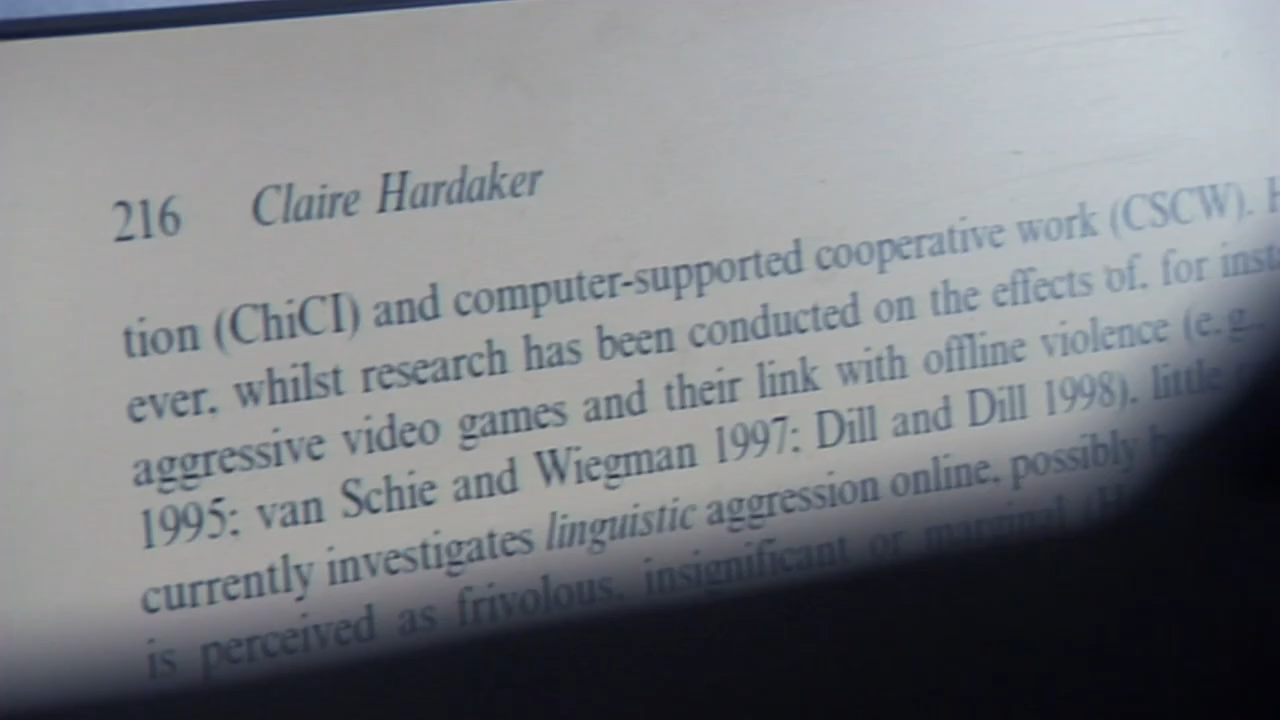 216 Claire Hardaker
tion (ChiCI) and computer-supported cooperative work (CSCW).
ever, whilst research has been conducted on the effects of, for
aggressive video games and their link with offline violence (e.g.
1995; van Schie and Wiegman 1997; Dill and Dill 1998), little
currently investigates linguistic aggression online, possibly
is perceived as frivolous, insignificant or marginal